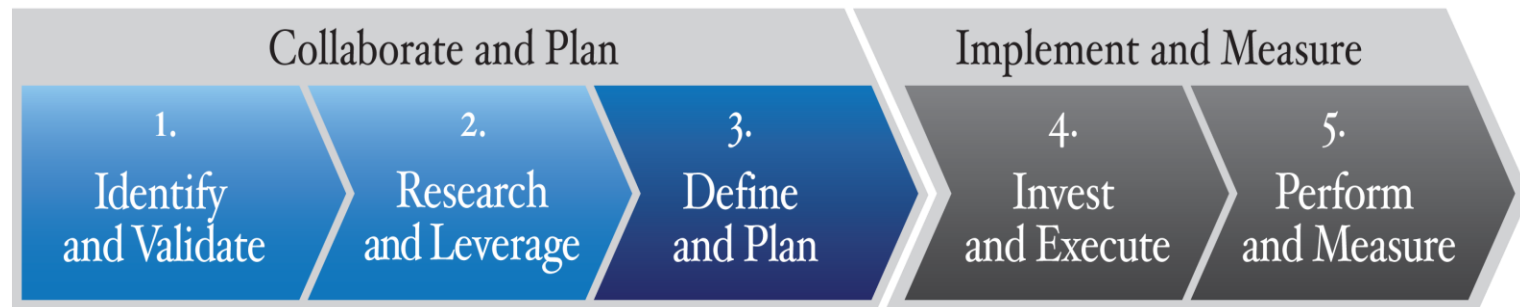 Collaborate and Plan
Implement and Measure
1.
Identify
and Validate
2.
Research
and Leverage
3.
Define
and Plan
4.
Invest
and Execute
5.
Perform
and Measure